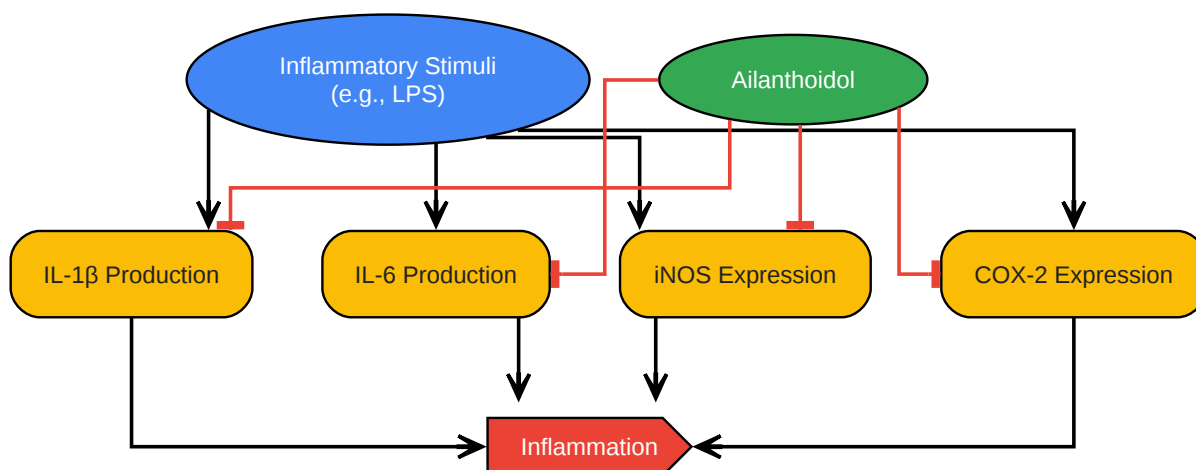 Inflammatory Stimuli
(e.g., LPS)
Ailanthoidol
IL-1β Production
IL-6 Production
iNOS Expression
COX-2 Expression
Inflammation